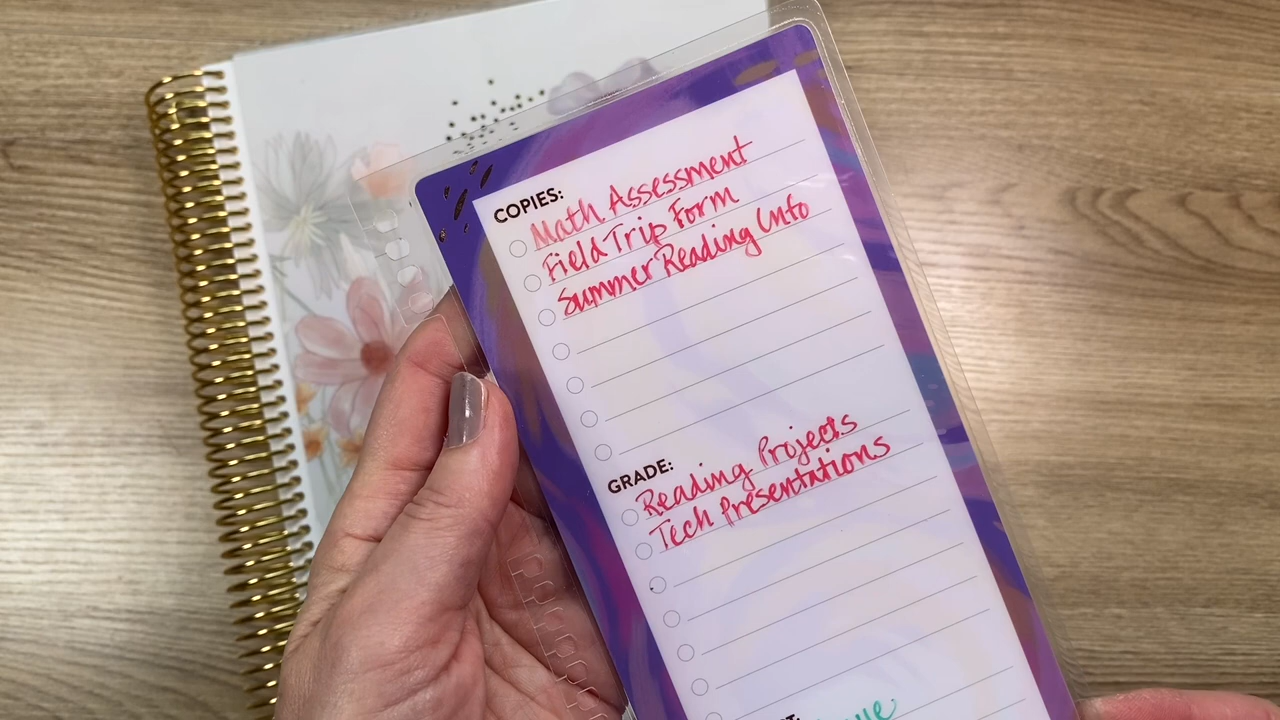 COPIES:
Math Assessment
Field Trip Form
Summer Reading Info
GRADE:
Reading Projects
Tech Presentations